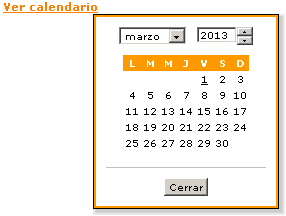 Ver calendario
marzo 2013
L M M J V S D
1 2 3
4 5 6 7 8 9 10
11 12 13 14 15 16 17
18 19 20 21 22 23 24
25 26 27 28 29 30
Cerrar